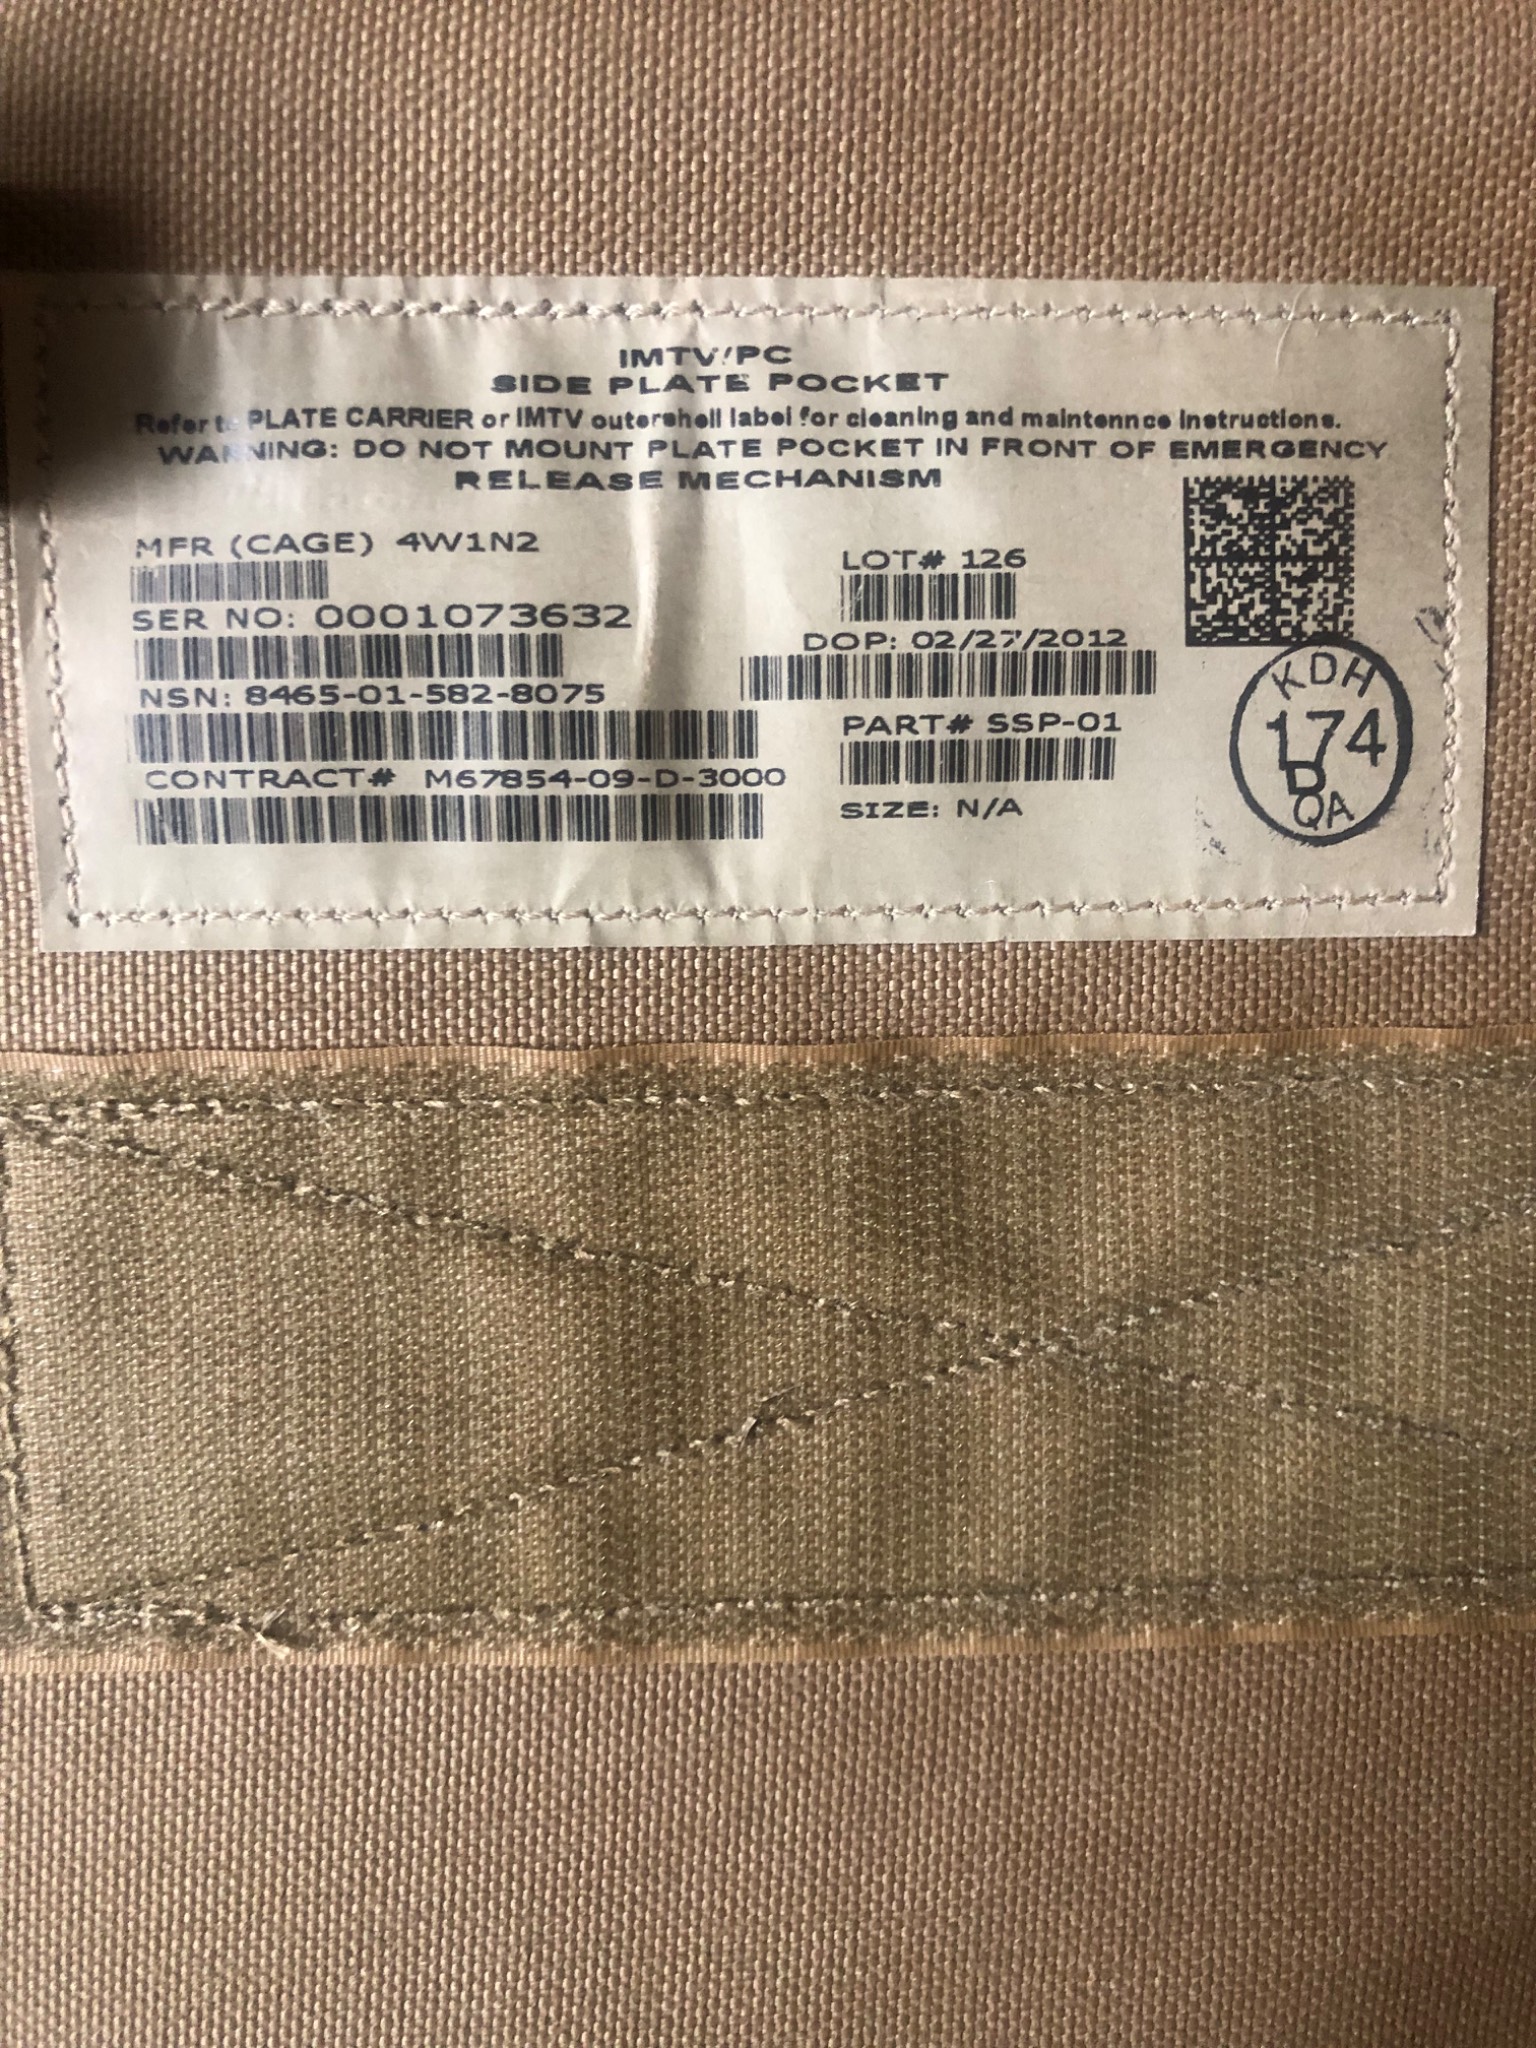 IMTV/PC
SIDE PLATE POCKET
Refer to PLATE CARRIER or IMTV outershell label for cleaning and maintennce instructions.
WARNING: DO NOT MOUNT PLATE POCKET IN FRONT OF EMERGENCY
RELEASE MECHANISM
MFR (CAGE) 4W1N2
LOT# 126
SER NO: 0001073632
DOP: 02/27/2012
NSN: 8465-01-582-8075
PART# SSP-01
CONTRACT# M67854-09-D-3000
SIZE: N/A
KDH
174
D
QA